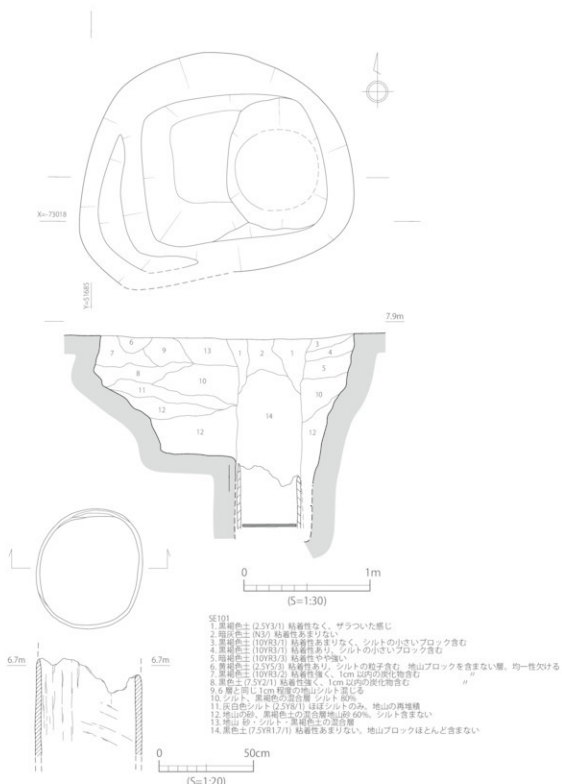 X=-73018
Y=51685
7.9m
6
7
9
13
1
2
1
3
4
5
8
10
11
10
12
14
12
12
0 1m
(S=1:30)
6.7m 6.7m
0 50cm
(S=1:20)
SE101
1. 黒褐色土 (2.5Y3/1) 粘着性なく、ザラついた感じ
2. 暗灰色土 (N3/) 粘着性あまりない
3. 黒褐色土 (10YR3/1) 粘着性あまりなく、シルトの小さいブロック含む
4. 黒褐色土 (10YR3/1) 粘着性あり、シルトの小さいブロック含む
5. 暗褐色土 (10YR3/3) 粘着性やや強い
6. 黄褐色土 (2.5Y5/3) 粘着性あり、シルトの粒子含む 地山ブロックを含まない層、均一性欠ける
7. 黒褐色土 (10YR3/2) 粘着性強く、1cm 以内の炭化物含む 〃
8. 黒色土 (7.5Y2/1) 粘着性強く、1cm 以内の炭化物含む 〃
9. 6 層と同じ 1cm 程度の地山シルト混じる
10. シルト、黒褐色の混合層 シルト 80%
11. 灰白色シルト (2.5Y8/1) ほぼシルトのみ、地山の再堆積
12. 地山の砂、黒褐色土の混合層地山砂 60%、シルト含まない
13. 地山 砂・シルト・黒褐色土の混合層
14. 黒色土 (7.5YR1.7/1) 粘着性あまりない、地山ブロックほとんど含まない